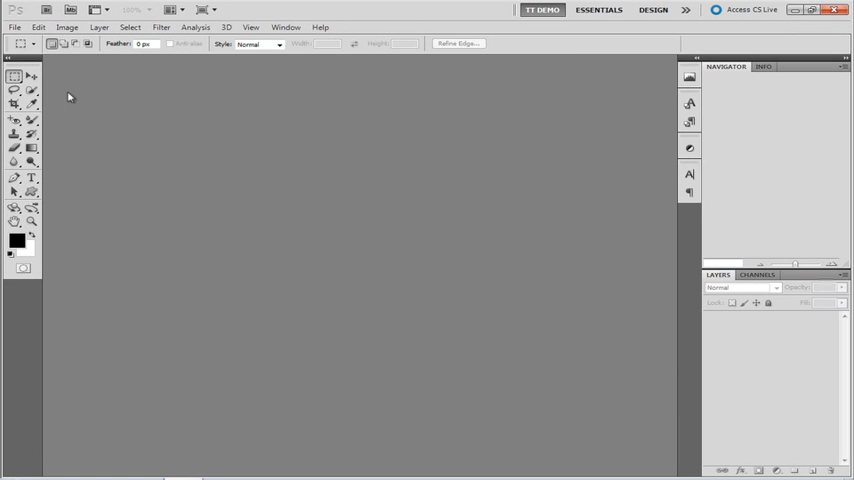 Ps Br Mb 100% TT DEMO ESSENTIALS DESIGN Access CS Live
File Edit Image Layer Select Filter Analysis 3D View Window Help
Feather: 0 px Anti-alias Style: Normal Width: Height: Refine Edge...
NAVIGATOR INFO
LAYERS CHANNELS
Normal Opacity:
Lock: Fill: